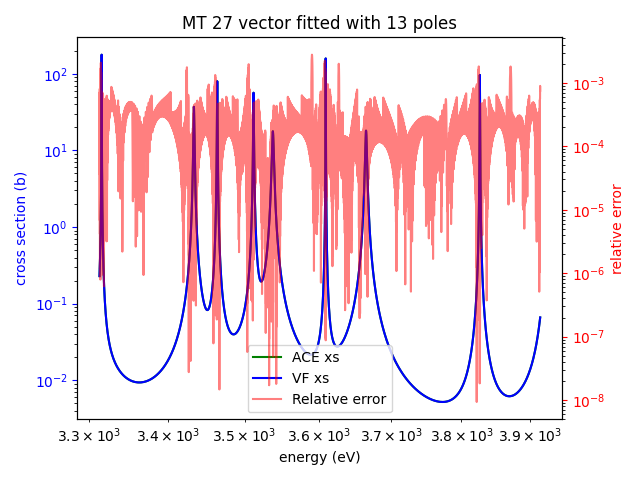 MT 27 vector fitted with 13 poles
cross section (b)
10²
10¹
10⁰
10⁻¹
10⁻²
10⁻³
10⁻⁴
10⁻⁵
10⁻⁶
10⁻⁷
10⁻⁸
relative error
ACE xs
VF xs
Relative error
3.3 × 10³ 3.4 × 10³ 3.5 × 10³ 3.6 × 10³ 3.7 × 10³ 3.8 × 10³ 3.9 × 10³
energy (eV)